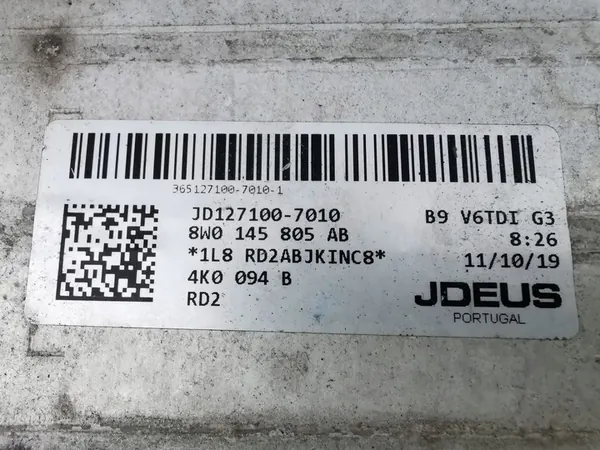 365127100-7010-1
JD127100-7010
8W0 145 805 AB
*1L8 RD2ABJKINC8*
4K0 094 B
RD2
B9 V6TDI G3
8:26
11/10/19
JDEUS
PORTUGAL